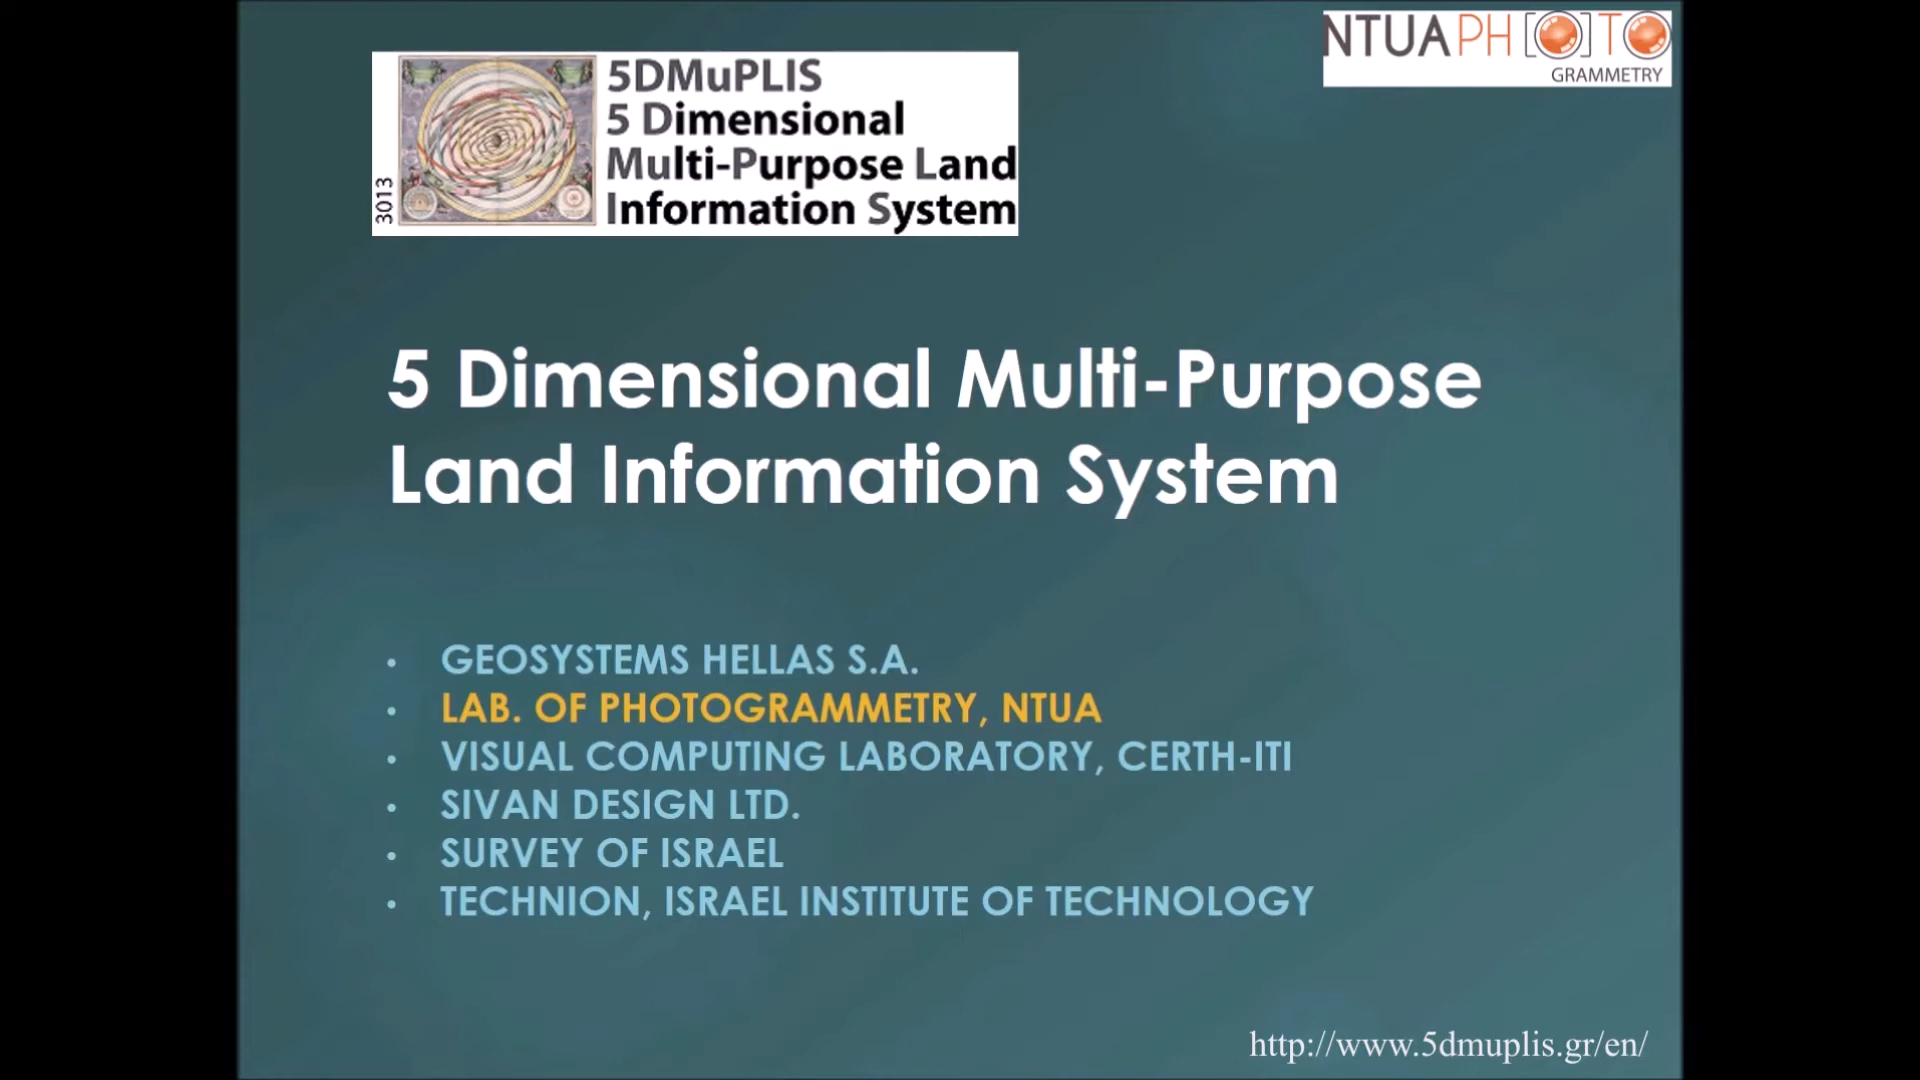 NTUAPHOTO
GRAMMETRY
3013
5DMuPLIS
5 Dimensional
Multi-Purpose Land
Information System
5 Dimensional Multi-Purpose
Land Information System
• GEOSYSTEMS HELLAS S.A.
• LAB. OF PHOTOGRAMMETRY, NTUA
• VISUAL COMPUTING LABORATORY, CERTH-ITI
• SIVAN DESIGN LTD.
• SURVEY OF ISRAEL
• TECHNION, ISRAEL INSTITUTE OF TECHNOLOGY
http://www.5dmuplis.gr/en/